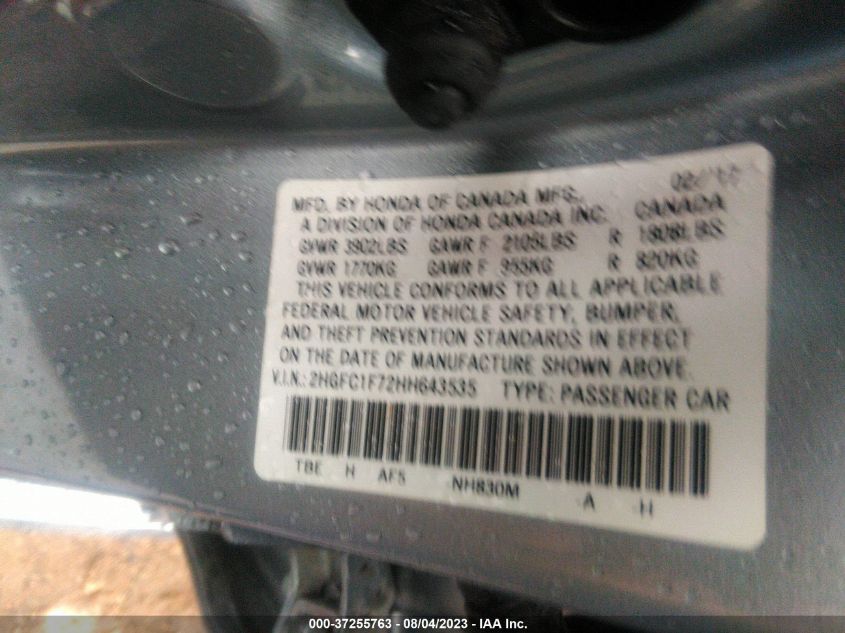 02/17
MFD. BY HONDA OF CANADA MFG.,
A DIVISION OF HONDA CANADA INC. CANADA
GVWR 3902LBS GAWR F 2105LBS R 1808LBS
GVWR 1770KG GAWR F 955KG R 820KG
THIS VEHICLE CONFORMS TO ALL APPLICABLE
FEDERAL MOTOR VEHICLE SAFETY, BUMPER,
AND THEFT PREVENTION STANDARDS IN EFFECT
ON THE DATE OF MANUFACTURE SHOWN ABOVE.
V.I.N.: 2HGFC1F72HH643535 TYPE: PASSENGER CAR
TBE H AF5 NH830M -A -H
000-37255763 - 08/04/2023 - IAA Inc.